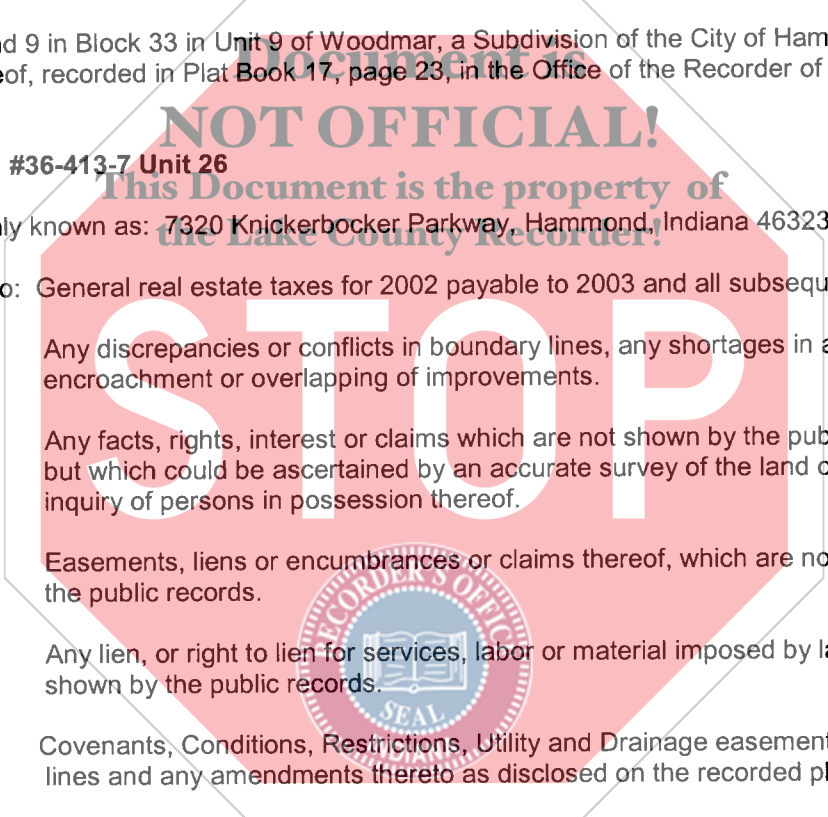 d 9 in Block 33 in Unit 9 of Woodmar, a Subdivision of the City of Ham
eof, recorded in Plat Book 17, page 23, in the Office of the Recorder of
Document is
NOT OFFICIAL!
#36-413-7 Unit 26
This Document is the property of
ly known as: 7320 Knickerbocker Parkway, Hammond, Indiana 46323
the Lake County Recorder!
o: General real estate taxes for 2002 payable to 2003 and all subsequ
STOP
Any discrepancies or conflicts in boundary lines, any shortages in a
encroachment or overlapping of improvements.
Any facts, rights, interest or claims which are not shown by the pub
but which could be ascertained by an accurate survey of the land o
inquiry of persons in possession thereof.
Easements, liens or encumbrances or claims thereof, which are no
the public records.
Any lien, or right to lien for services, labor or material imposed by la
shown by the public records.
RECORDER'S OFFIC
SEAL
INDIANA
Covenants, Conditions, Restrictions, Utility and Drainage easement
lines and any amendments thereto as disclosed on the recorded pl